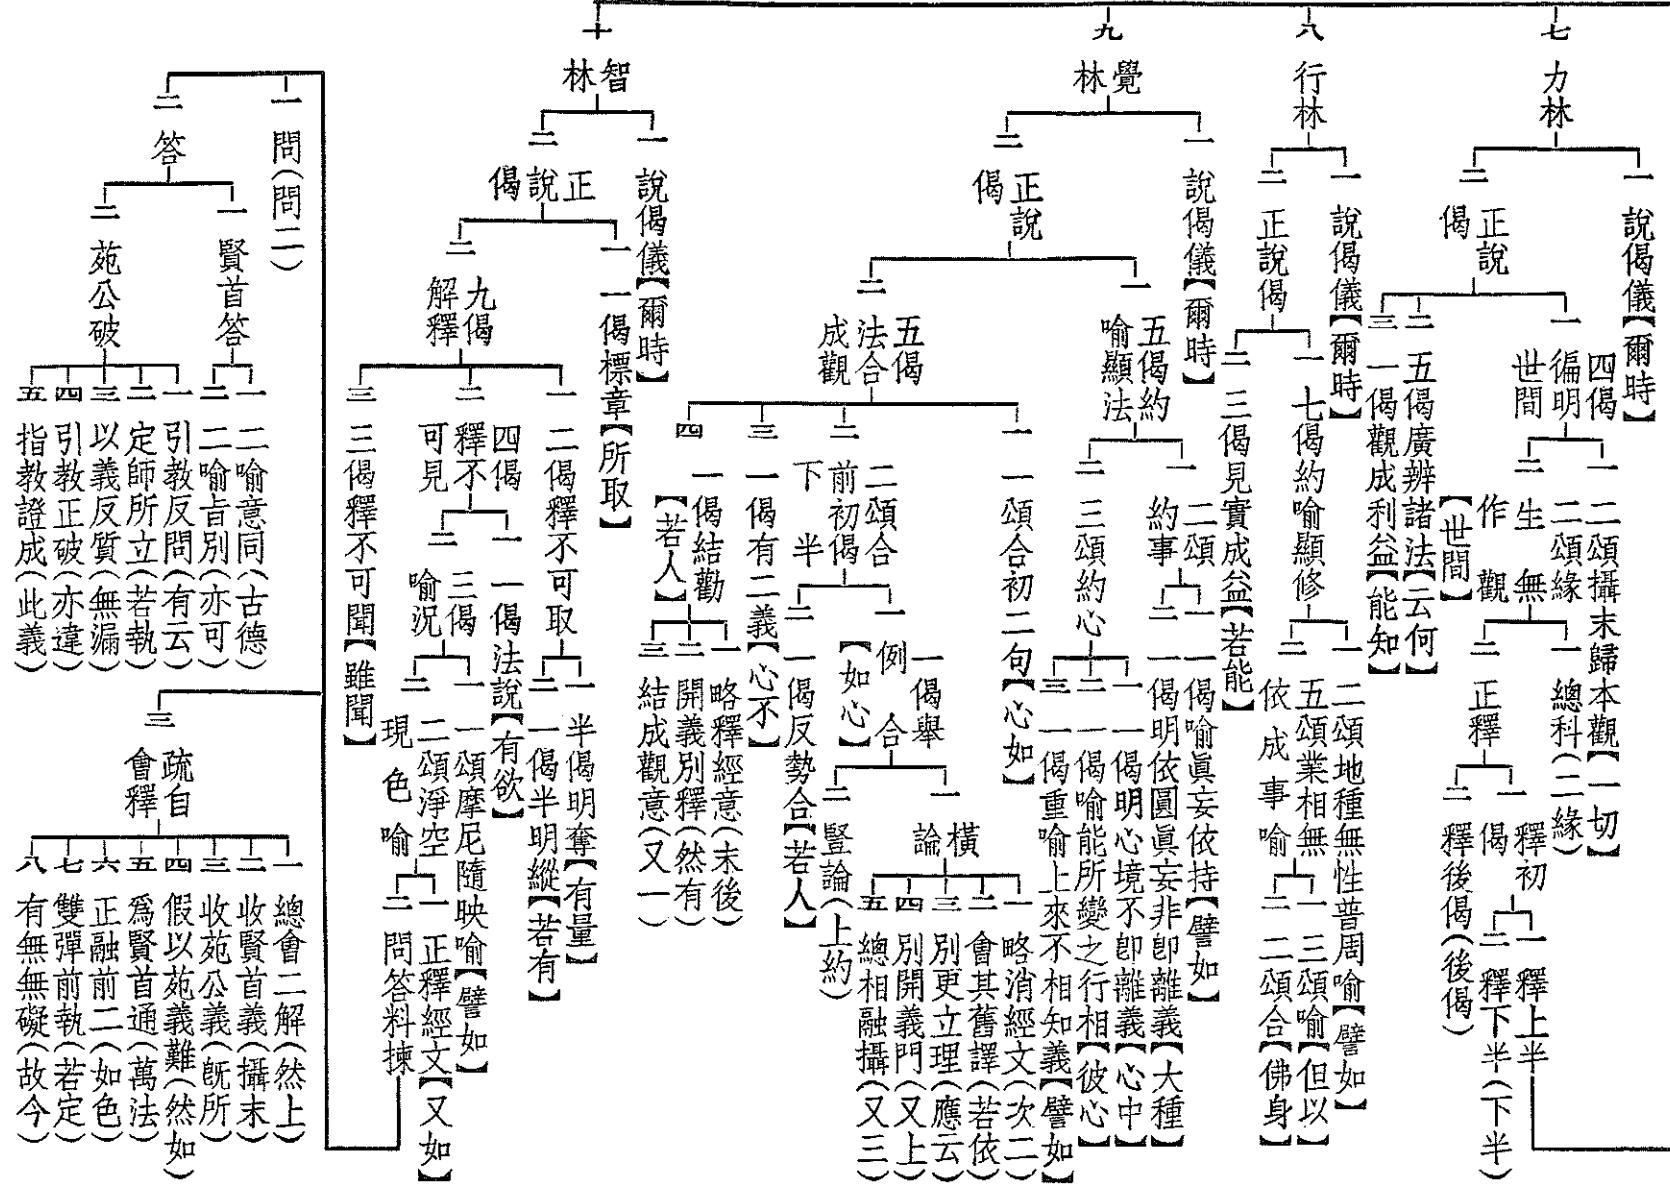 七 力林
一 說偈儀【爾時】
二 正說偈
一 四偈徧明世間
一 二頌攝末歸本觀【一切】
二 二頌緣生無作觀【世間】
一 總科(二緣)
二 正釋
一 釋初偈
一 釋上半
二 釋下半(下半)
二 釋後偈(後偈)
二 五偈廣辨諸法【云何】
三 一偈觀成利益【能知】
八 行林
一 說偈儀【爾時】
二 正說偈
一 七偈約喻顯修
一 二頌地種無性普周喻【譬如】
二 五頌業相無依成事喻
一 三頌喻【但以】
二 二頌合【佛身】
二 三偈見實成益【若能】
九 覺林
一 說偈儀【爾時】
二 正說偈
一 五偈約喻顯法
一 二頌約事
一 一偈喻眞妄依持【譬如】
二 一偈明依圓眞妄非卽離義【大種】
二 三頌約心
一 一偈明心境不卽離義【心中】
二 一偈喻能所變之行相【彼心】
三 一偈重喻上來不相知義【譬如】
二 五偈法合成觀
一 一頌合初二句【心如】
二 二頌合前初偈下半
一 一偈舉例合【如心】
一 橫論
一 略消經文(次二)
二 會其舊譯(若依)
三 別更立理(應云)
四 別開義門(又上)
五 總相融攝(又三)
二 豎論(上約)
二 一偈反勢合【若人】
三 一偈有二義【心不】
四 一偈結勸【若人】
一 略釋經意(末後)
二 開義別釋(然有)
三 結成觀意(又一)
十 智林
一 說偈儀【爾時】
二 正說偈
一 一偈標章【所取】
二 九偈解釋
一 二偈釋不可取
一 半偈明奪【有量】
二 一偈半明縱【若有】
二 四偈釋不可見
一 一偈法說【有欲】
二 三偈喻況
一 一頌摩尼隨映喻【譬如】
二 二頌淨空現色喻
一 正釋經文【又如】
二 問答料揀
三 三偈釋不可聞【雖聞】
一 問(問二)
二 答
一 賢首答
一 二喻意同(古德)
二 二喻旨別(亦可)
二 苑公破
一 引教反問(有云)
二 定師所立(若執)
三 以義反質(無漏)
四 引教正破(亦違)
五 指教證成(此義)
三 疏自會釋
一 總會二解(然上)
二 收賢首義(攝末)
三 收苑公義(旣所)
四 假以苑義難(然如)
五 爲賢首通(萬法)
六 正融前二(如色)
七 雙彈前執(若定)
八 有無無礙(故今)